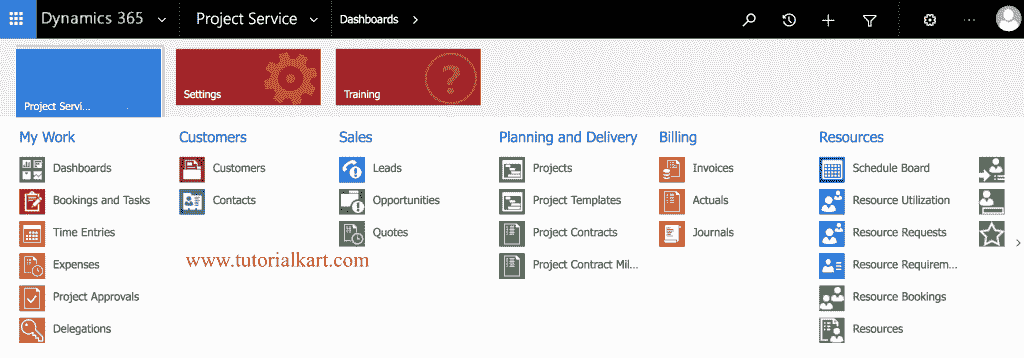 Dynamics 365
Project Service
Dashboards
Project Servi...
Settings
Training
My Work
Dashboards
Bookings and Tasks
Time Entries
Expenses
Project Approvals
Delegations
Customers
Customers
Contacts
Sales
Leads
Opportunities
Quotes
www.tutorialkart.com
Planning and Delivery
Projects
Project Templates
Project Contracts
Project Contract Mil...
Billing
Invoices
Actuals
Journals
Resources
Schedule Board
Resource Utilization
Resource Requests
Resource Requirem...
Resource Bookings
Resources